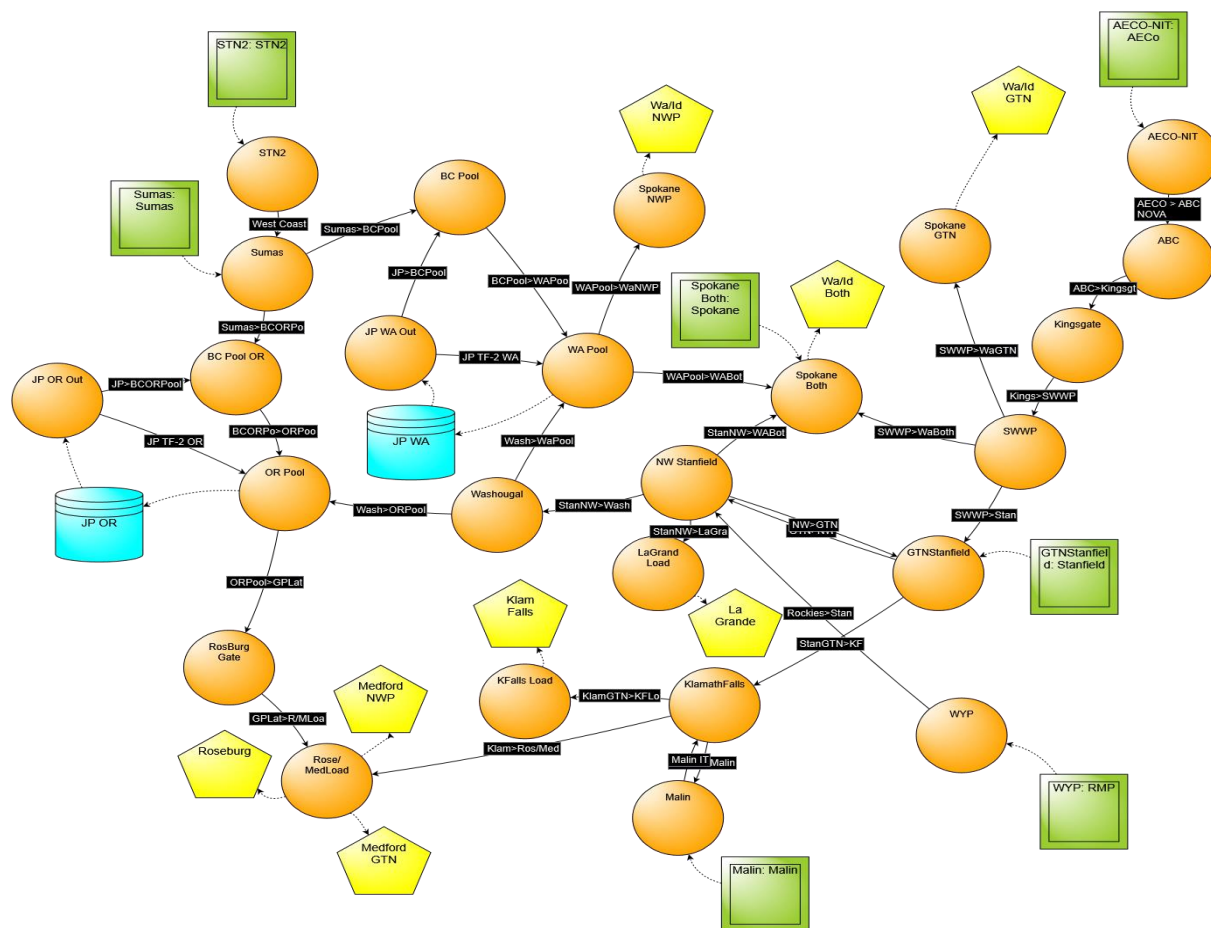 STN2: STN2
AECO-NIT:
AECo
Wa/Id
NWP
Wa/Id
GTN
STN2
BC Pool
AECO-NIT
Sumas:
Sumas
Spokane
NWP
AECO > ABC
NOVA
West Coast
Sumas>BCPool
Spokane
GTN
Sumas
ABC
JP>BCPool
BCPool>WAPoo
WAPool>WaNWP
Spokane
Both:
Spokane
Wa/Id
Both
ABC>Kingsgt
Sumas>BCORPo
JP WA Out
WA Pool
Kingsgate
BC Pool OR
JP TF-2 WA
SWWP>WaGTN
JP OR Out
JP>BCORPool
WAPool>WABot
Spokane
Both
Kings>SWWP
BCORPo>ORPoo
JP TF-2 OR
JP WA
Wash>WaPool
StanNW>WABot
SWWP>WaBoth
SWWP
OR Pool
NW Stanfield
Washougal
JP OR
Wash>ORPool
StanNW>Wash
SWWP>Stan
NW>GTN
StanNW>LaGra
LaGrand
Load
GTNStanfield
GTNStanfiel
d: Stanfield
ORPool>GPLat
Klam
Falls
La
Grande
Rockies>Stan
StanGTN>KF
RosBurg
Gate
Medford
NWP
KFalls Load
KlamGTN>KFLo
KlamathFalls
GPLat>R/MLoa
WYP
Roseburg
Rose/
MedLoad
Klam>Ros/Med
Malin IT
Malin
Malin
WYP: RMP
Medford
GTN
Malin: Malin